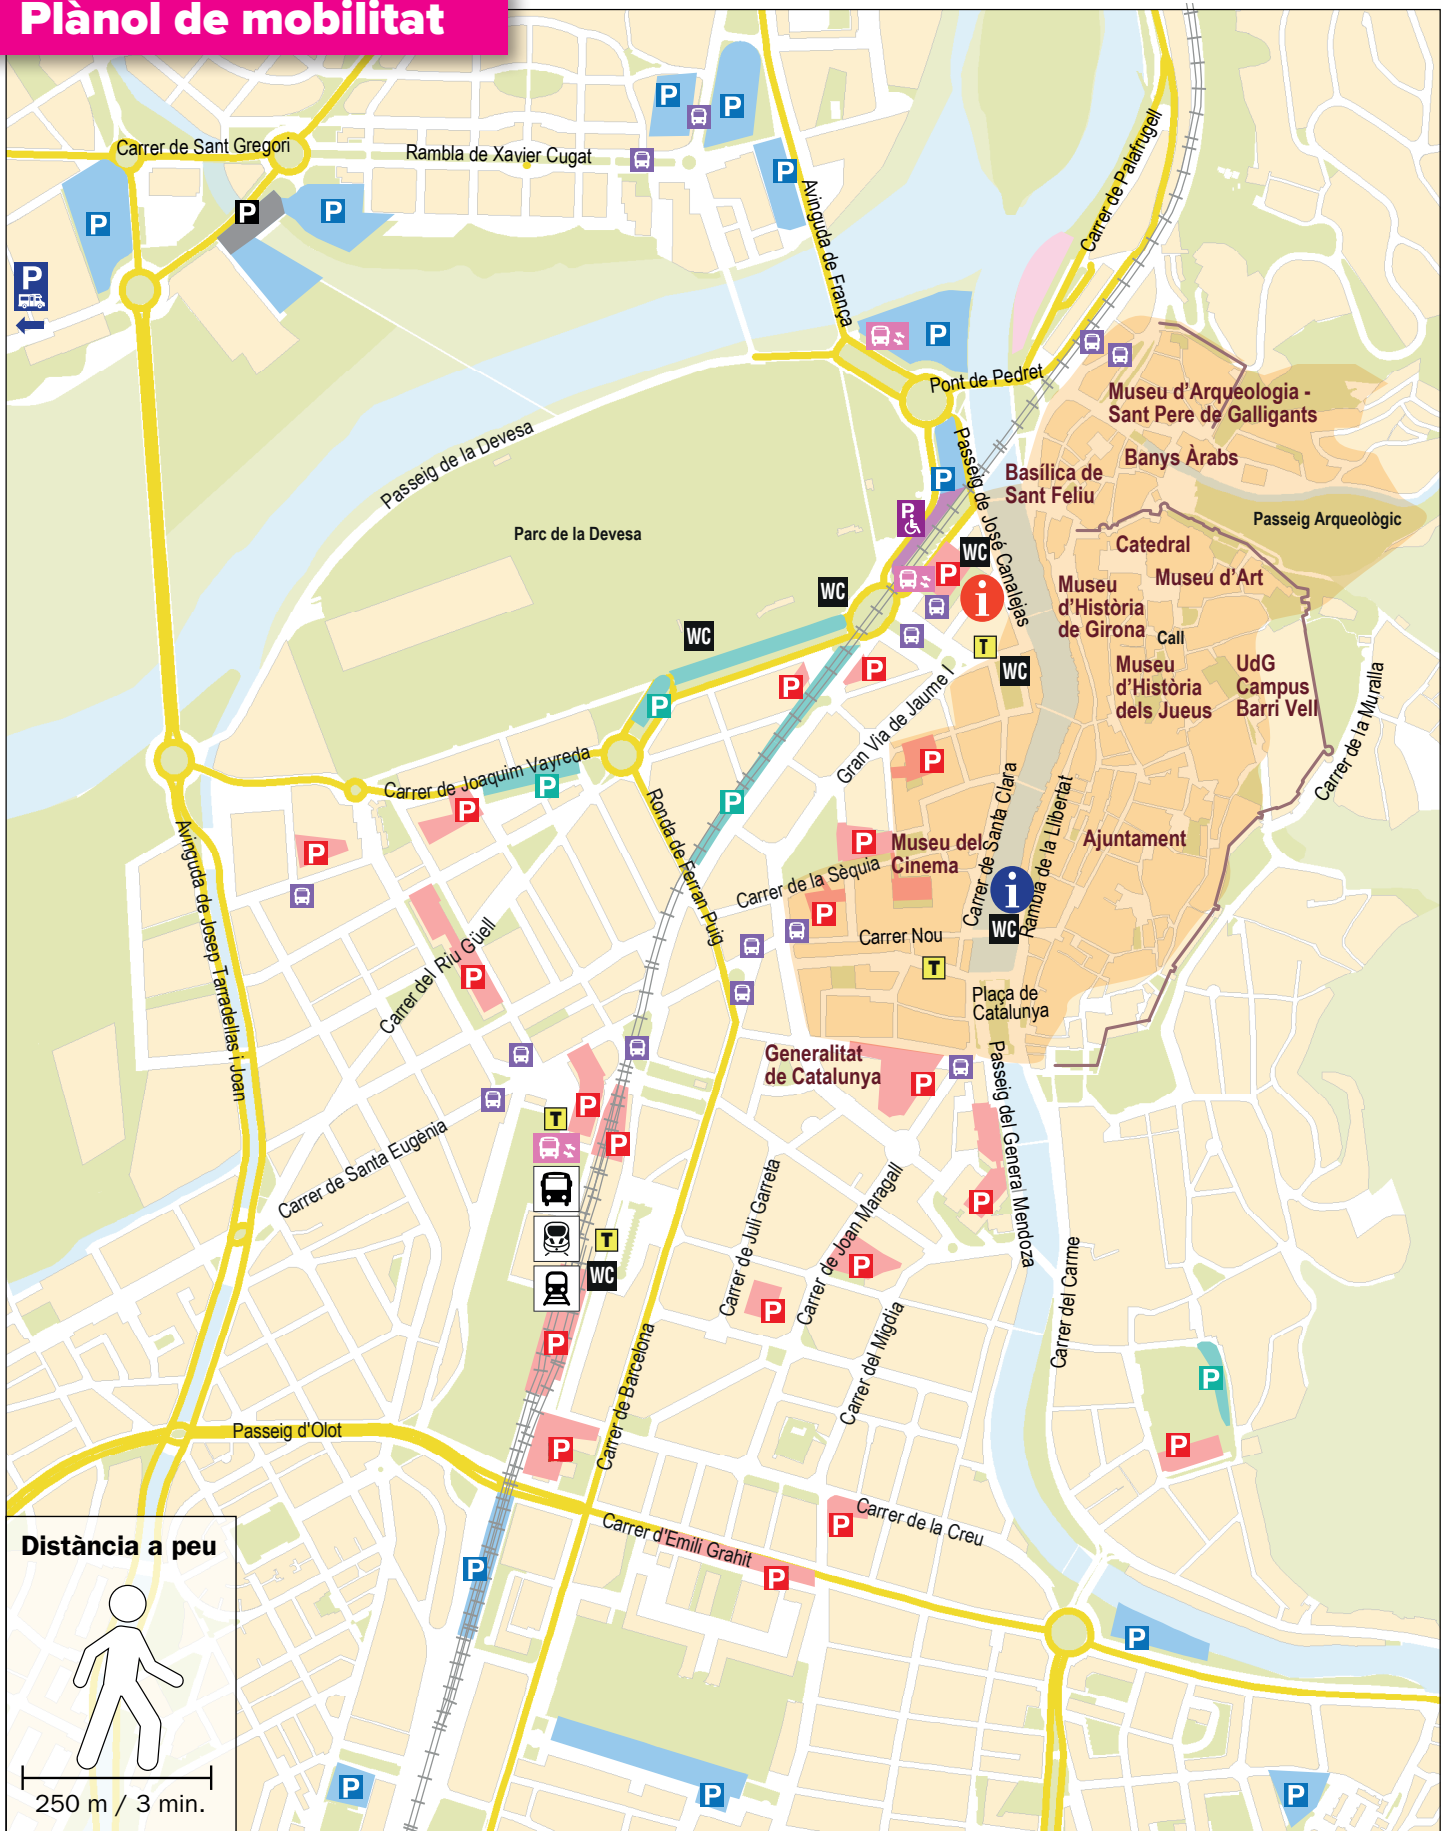 Plànol de mobilitat
P
P
Carrer de Palafrugell
Carrer de Sant Gregori
Rambla de Xavier Cugat
P
Avinguda de França
P
P
P
P
P
Pont de Pedret
Museu d'Arqueologia -
Sant Pere de Galligants
Passeig de la Devesa
Passeig de José Canalejas
Banys Àrabs
Basílica de
Sant Feliu
P
P
Passeig Arqueològic
Parc de la Devesa
Catedral
WC
P
Museu d'Art
WC
Museu
d'Història
de Girona
i
WC
Call
T
WC
P
P
Museu
d'Història
dels Jueus
UdG
Campus
Barri Vell
Carrer de la Muralla
P
Gran Via de Jaume I
Carrer de Joaquim Vayreda
P
P
P
P
Ronda de Ferran Puig
Carrer de Santa Clara
Rambla de la Llibertat
Avinguda de Josep Tarradellas i Joan
P
P
Museu del
Cinema
Ajuntament
Carrer de la Sèquia
i
P
Carrer del Riu Güell
WC
Carrer Nou
T
P
Plaça de
Catalunya
Generalitat
de Catalunya
P
Passeig del General Mendoza
P
T
P
Carrer de Santa Eugènia
Carrer de Juli Garreta
Carrer de Joan Maragall
P
T
Carrer del Carme
WC
P
P
Carrer del Migdia
P
Carrer de Barcelona
P
Passeig d'Olot
P
P
Carrer de la Creu
P
Carrer d'Emili Grahit
P
P
P
Distància a peu
250 m / 3 min.
P
P
P